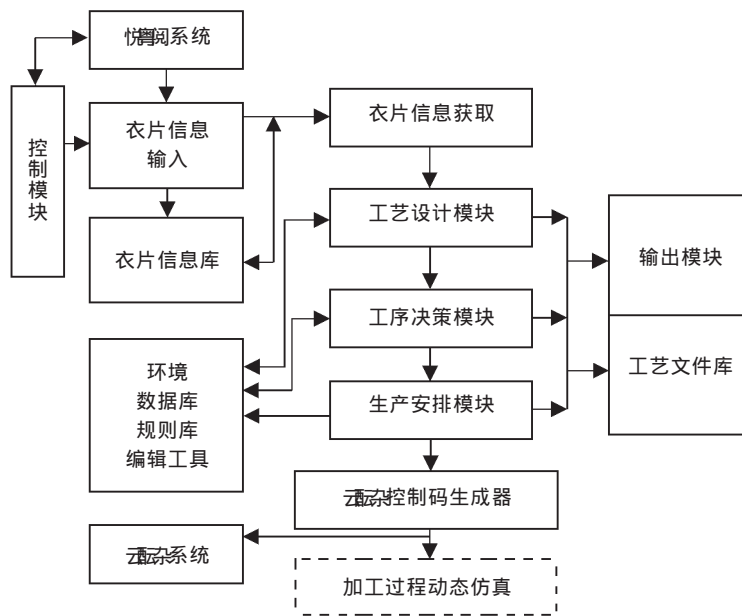 系统
衣片信息获取
控制模块
衣片信息
输入
工艺设计模块
衣片信息库
输出模块
工序决策模块
环境
数据库
规则库
编辑工具
工艺文件库
生产安排模块
控制码生成器
系统
加工过程动态仿真